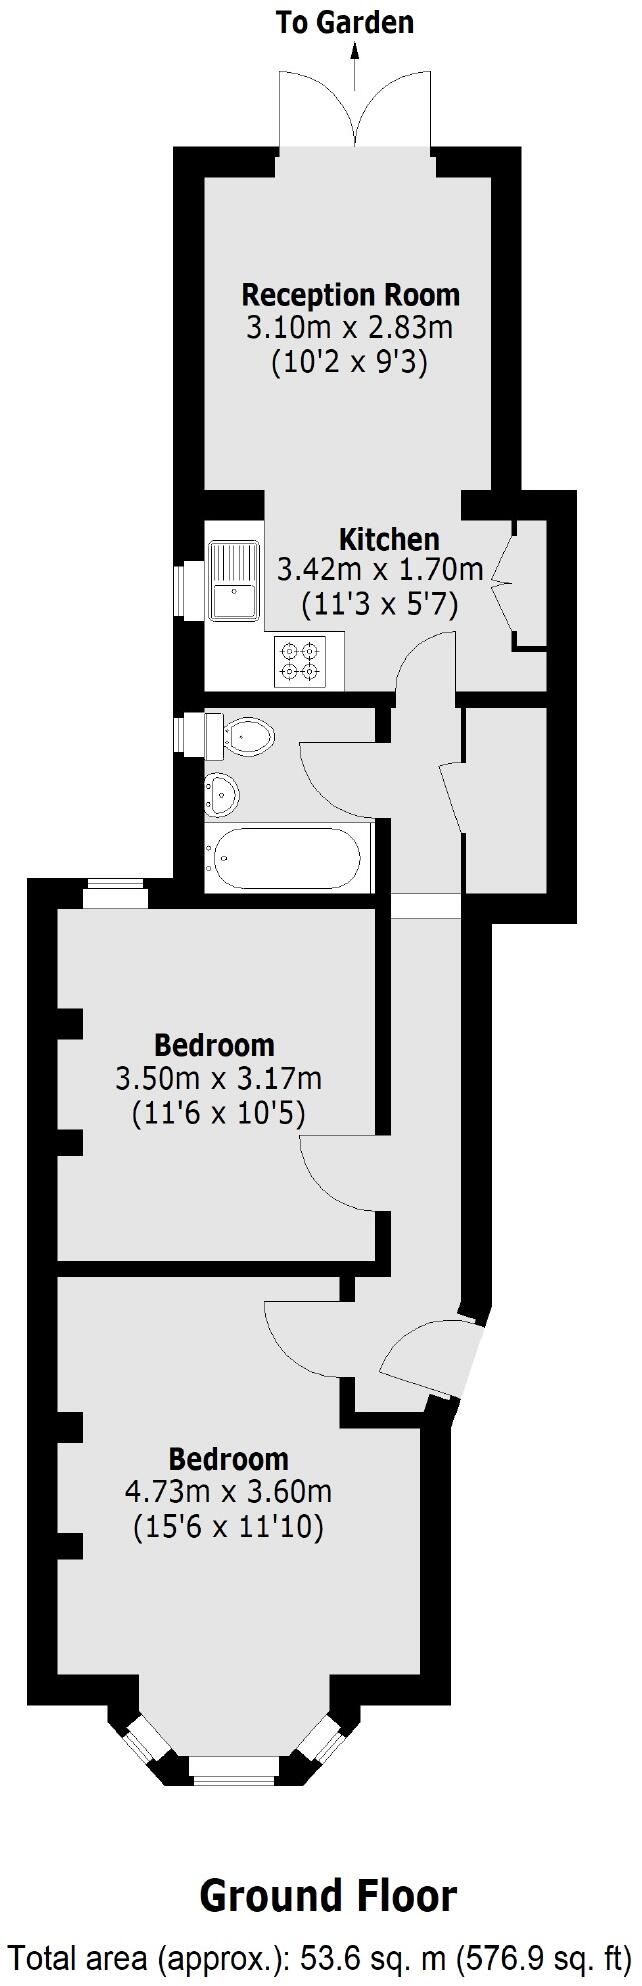 To Garden
Reception Room
3.10m x 2.83m
(10'2 x 9'3)
Kitchen
3.42m x 1.70m
(11'3 x 5'7)
Bedroom
3.50m x 3.17m
(11'6 x 10'5)
Bedroom
4.73m x 3.60m
(15'6 x 11'10)
Ground Floor
Total area (approx.): 53.6 sq. m (576.9 sq. ft)